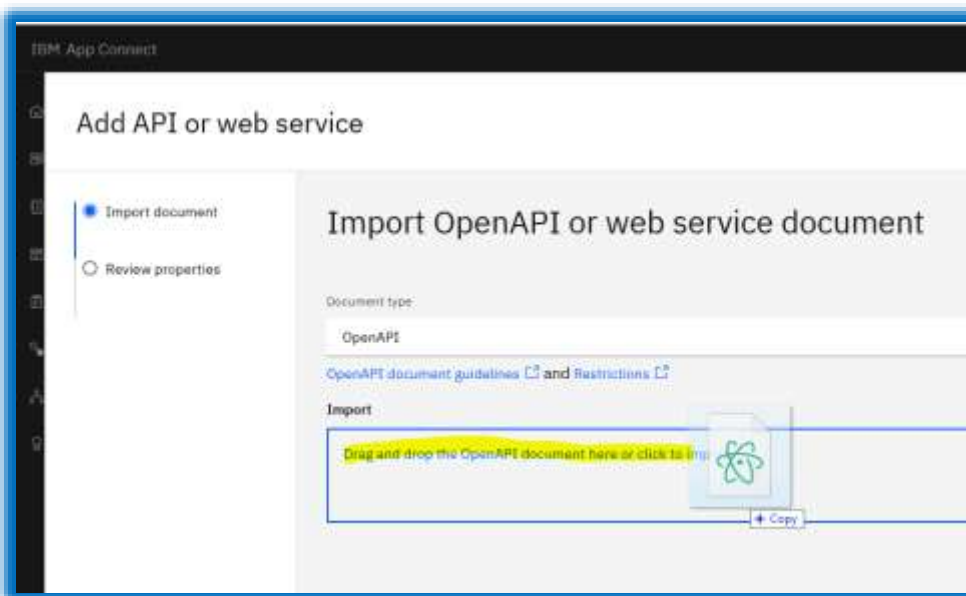 IBM App Connect
Add API or web service
Import document
Review properties
Import OpenAPI or web service document
Document type
OpenAPI
OpenAPI document guidelines and Restrictions
Import
Drag and drop the OpenAPI document here or click to
Copy